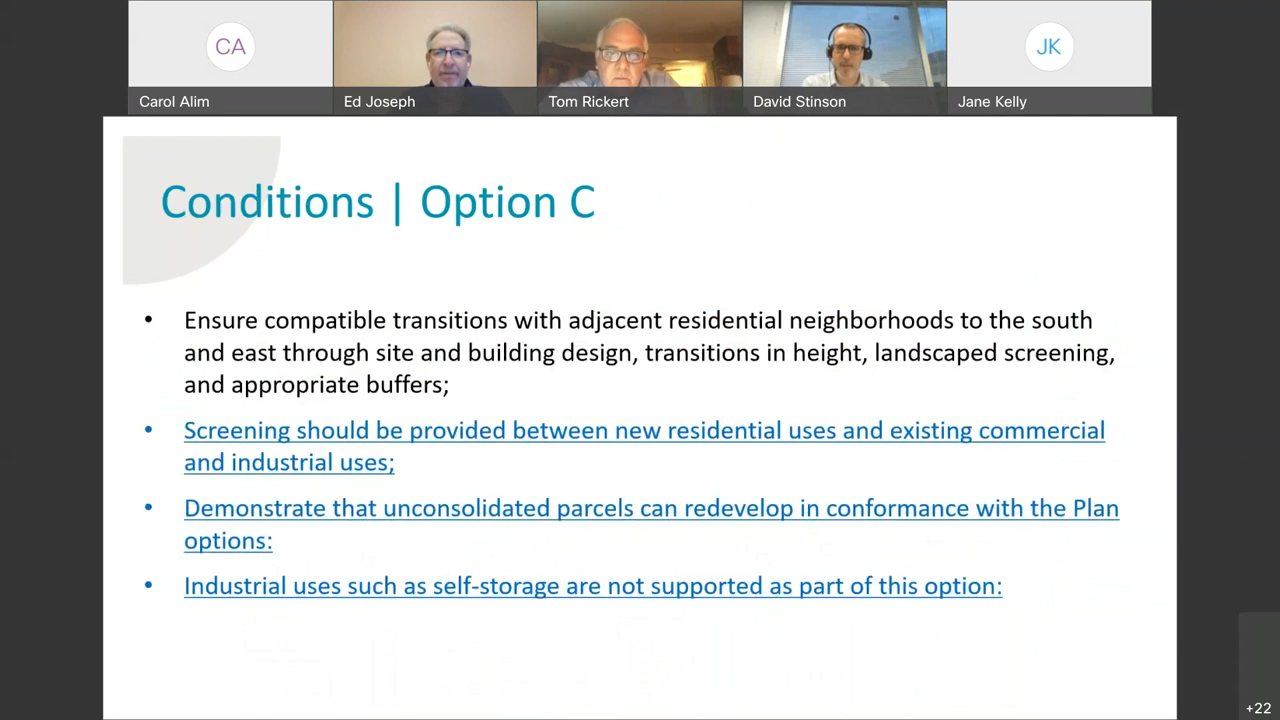 CA
JK
Carol Alim
Ed Joseph
Tom Rickert
David Stinson
Jane Kelly
Conditions | Option C
• Ensure compatible transitions with adjacent residential neighborhoods to the south
and east through site and building design, transitions in height, landscaped screening,
and appropriate buffers;
• Screening should be provided between new residential uses and existing commercial
and industrial uses;
• Demonstrate that unconsolidated parcels can redevelop in conformance with the Plan
options:
• Industrial uses such as self-storage are not supported as part of this option:
+22